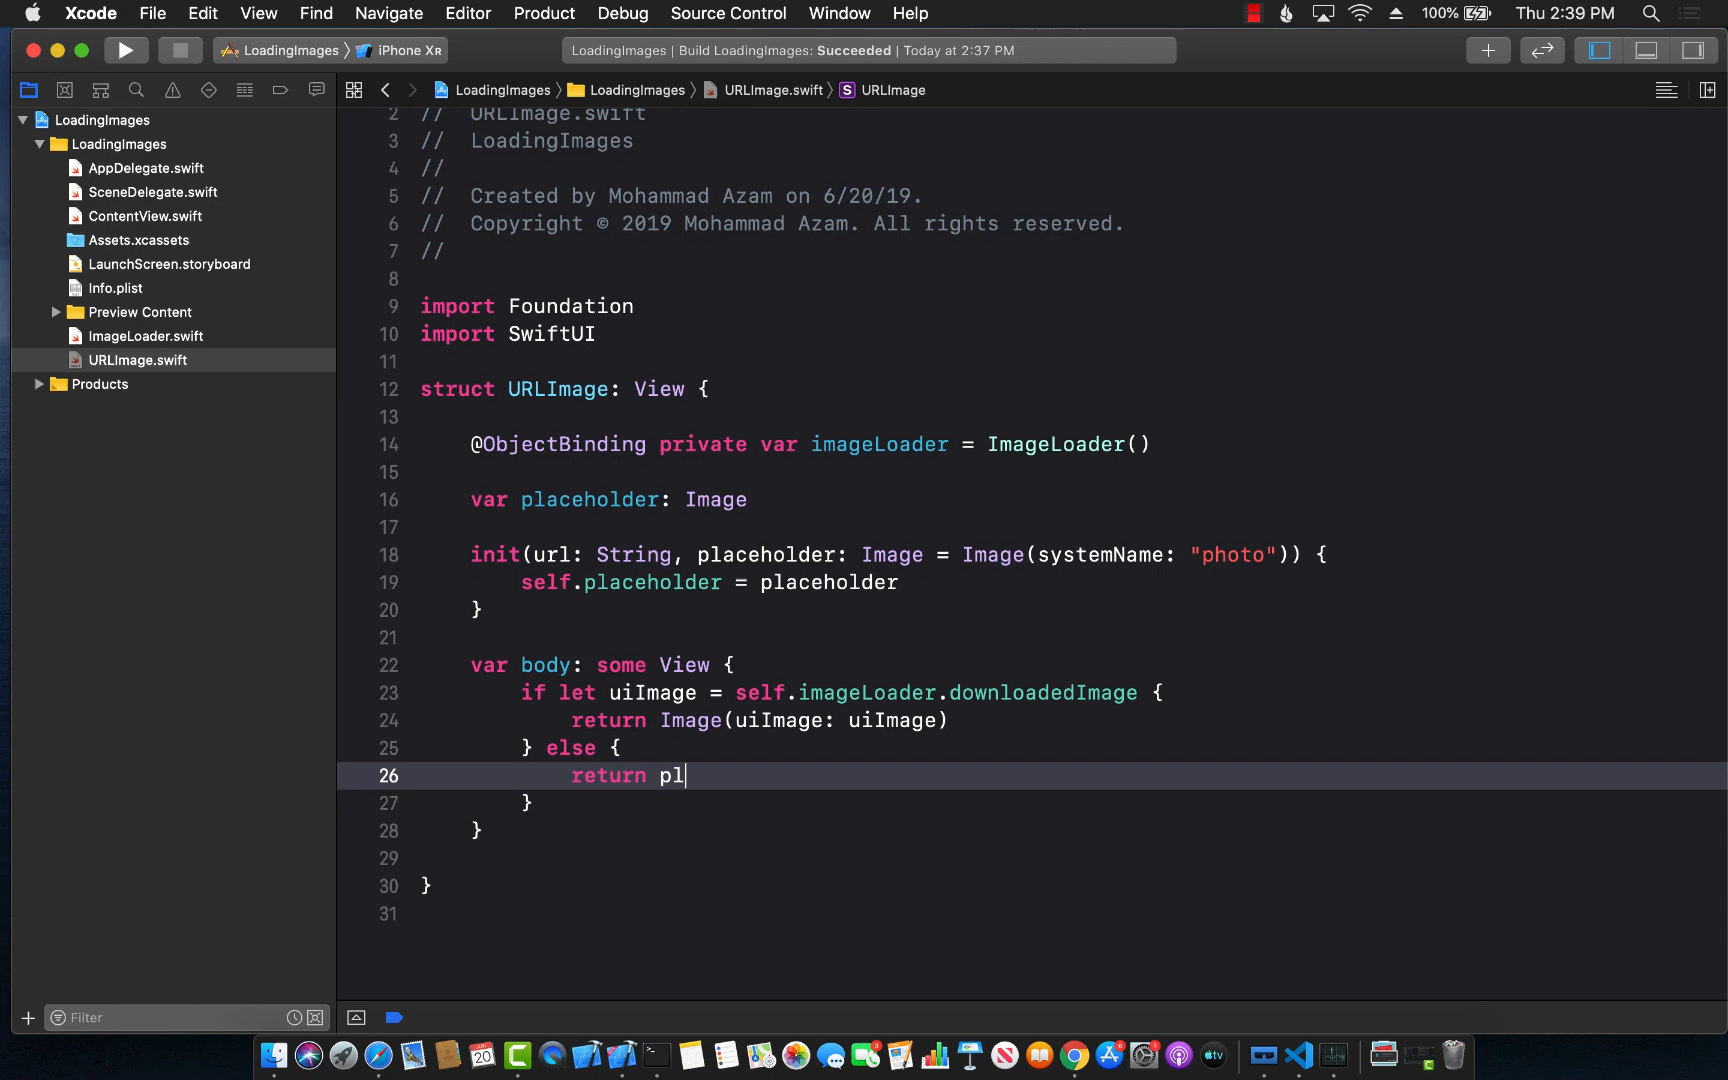 Xcode File Edit View Find Navigate Editor Product Debug Source Control Window Help 100% Thu 2:39 PM
LoadingImages › iPhone XR LoadingImages | Build LoadingImages: Succeeded | Today at 2:37 PM
LoadingImages › LoadingImages › URLImage.swift › S URLImage
LoadingImages
LoadingImages
AppDelegate.swift
SceneDelegate.swift
ContentView.swift
Assets.xcassets
LaunchScreen.storyboard
Info.plist
Preview Content
ImageLoader.swift
URLImage.swift
Products
2 // URLImage.swift
3 // LoadingImages
4 //
5 // Created by Mohammad Azam on 6/20/19.
6 // Copyright © 2019 Mohammad Azam. All rights reserved.
7 //
8
9 import Foundation
10 import SwiftUI
11
12 struct URLImage: View {
13
14 @ObjectBinding private var imageLoader = ImageLoader()
15
16 var placeholder: Image
17
18 init(url: String, placeholder: Image = Image(systemName: "photo")) {
19 self.placeholder = placeholder
20 }
21
22 var body: some View {
23 if let uiImage = self.imageLoader.downloadedImage {
24 return Image(uiImage: uiImage)
25 } else {
26 return pl
27 }
28 }
29
30 }
31
Filter
JUN
20
3
6
1
tv